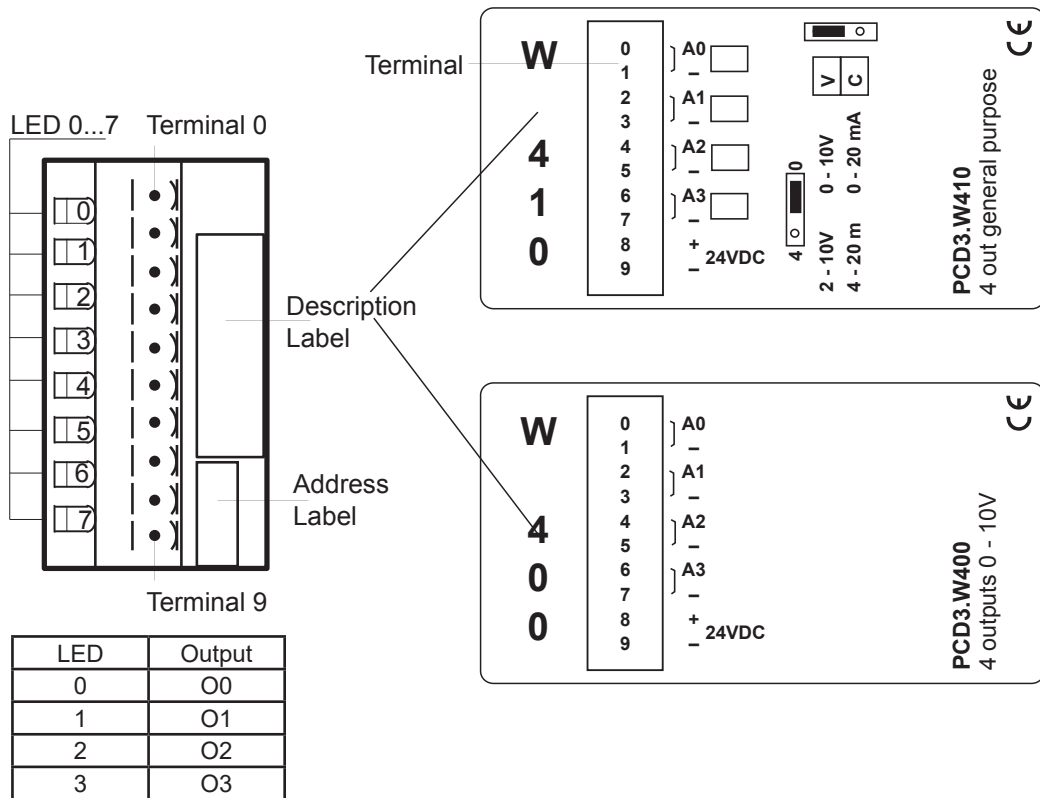 LED 0...7 Terminal 0
0
1
2
3
4
5
6
7
Terminal 9
Description
Label
Address
Label
Terminal
W
4
1
0
0
1
2
3
4
5
6
7
8
9
A0
–
A1
–
A2
–
A3
–
+
–
24VDC
V
C
4
0
2 - 10V 0 - 10V
4 - 20 m 0 - 20 mA
PCD3.W410
4 out general purpose
CE
W
4
0
0
0
1
2
3
4
5
6
7
8
9
A0
–
A1
–
A2
–
A3
–
+
–
24VDC
PCD3.W400
4 outputs 0 - 10V
CE
LED Output
0 O0
1 O1
2 O2
3 O3